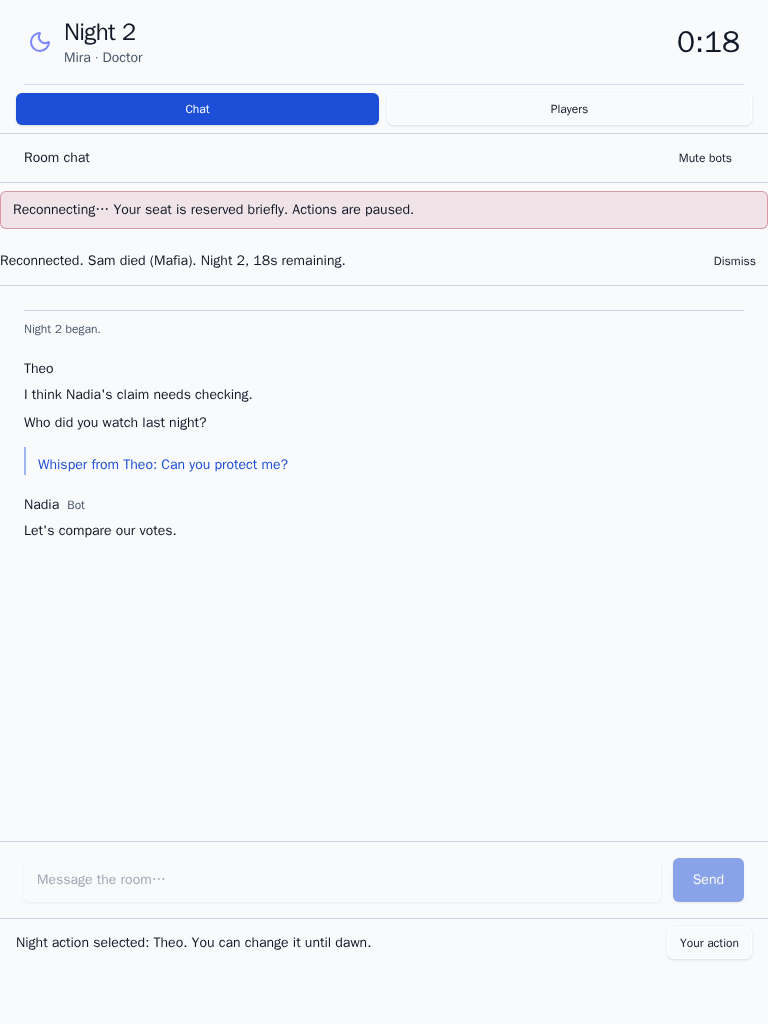 Night 2
Mira · Doctor
0:18
Chat
Players
Room chat
Mute bots
Reconnecting··· Your seat is reserved briefly. Actions are paused.
Reconnected. Sam died (Mafia). Night 2, 18s remaining.
Dismiss
Night 2 began.
Theo
I think Nadia's claim needs checking.
Who did you watch last night?
Whisper from Theo: Can you protect me?
Nadia Bot
Let's compare our votes.
Message the room···
Send
Night action selected: Theo. You can change it until dawn.
Your action